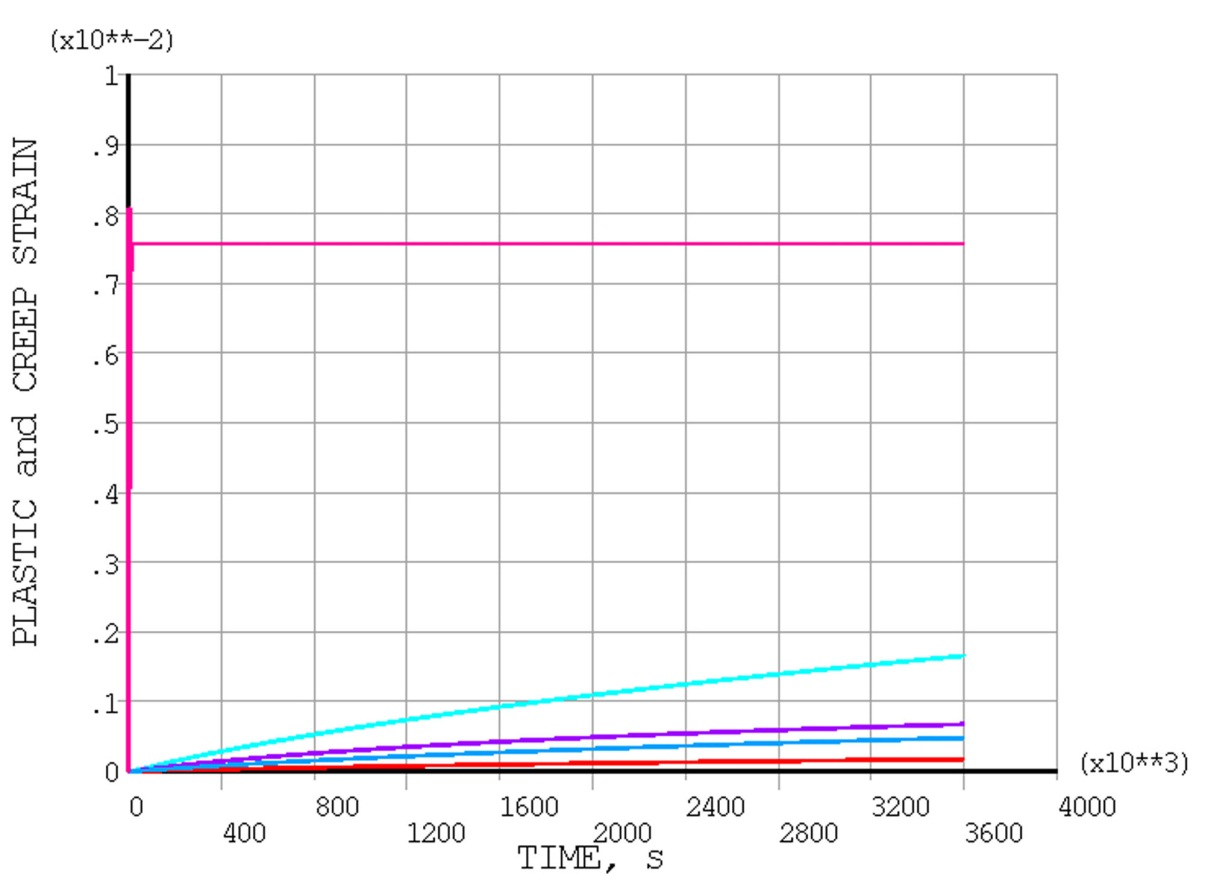 (x10**-2)
1
.9
.8
.7
.6
.5
.4
.3
.2
.1
0
PLASTIC and CREEP STRAIN
(x10**3)
0 800 1600 2400 3200 4000
400 1200 2000 2800 3600
TIME, s